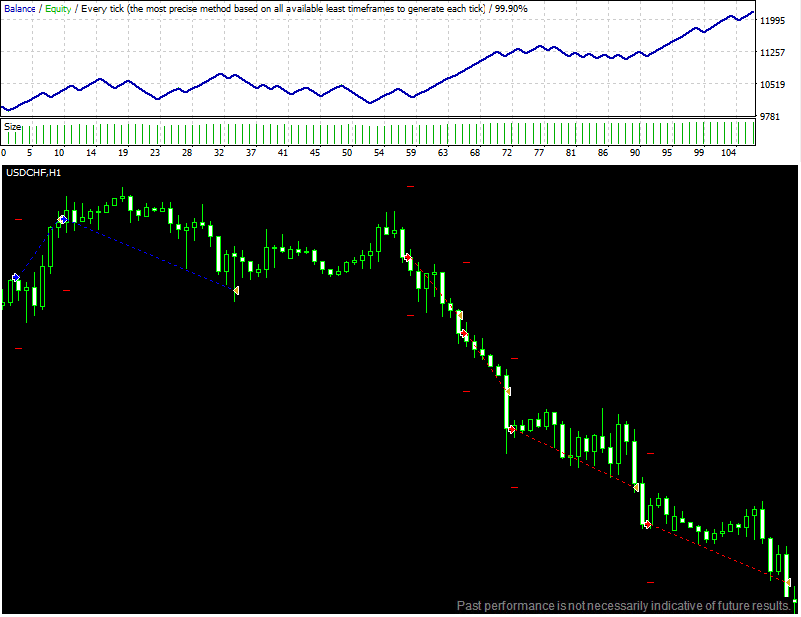 Balance / Equity / Every tick (the most precise method based on all available least timeframes to generate each tick) / 99.90%
11995
11257
10519
9781
Size
0 5 10 14 19 23 28 32 37 41 45 50 54 59 63 68 72 77 81 86 90 95 99 104
USDCHF,H1
Past performance is not necessarily indicative of future results.